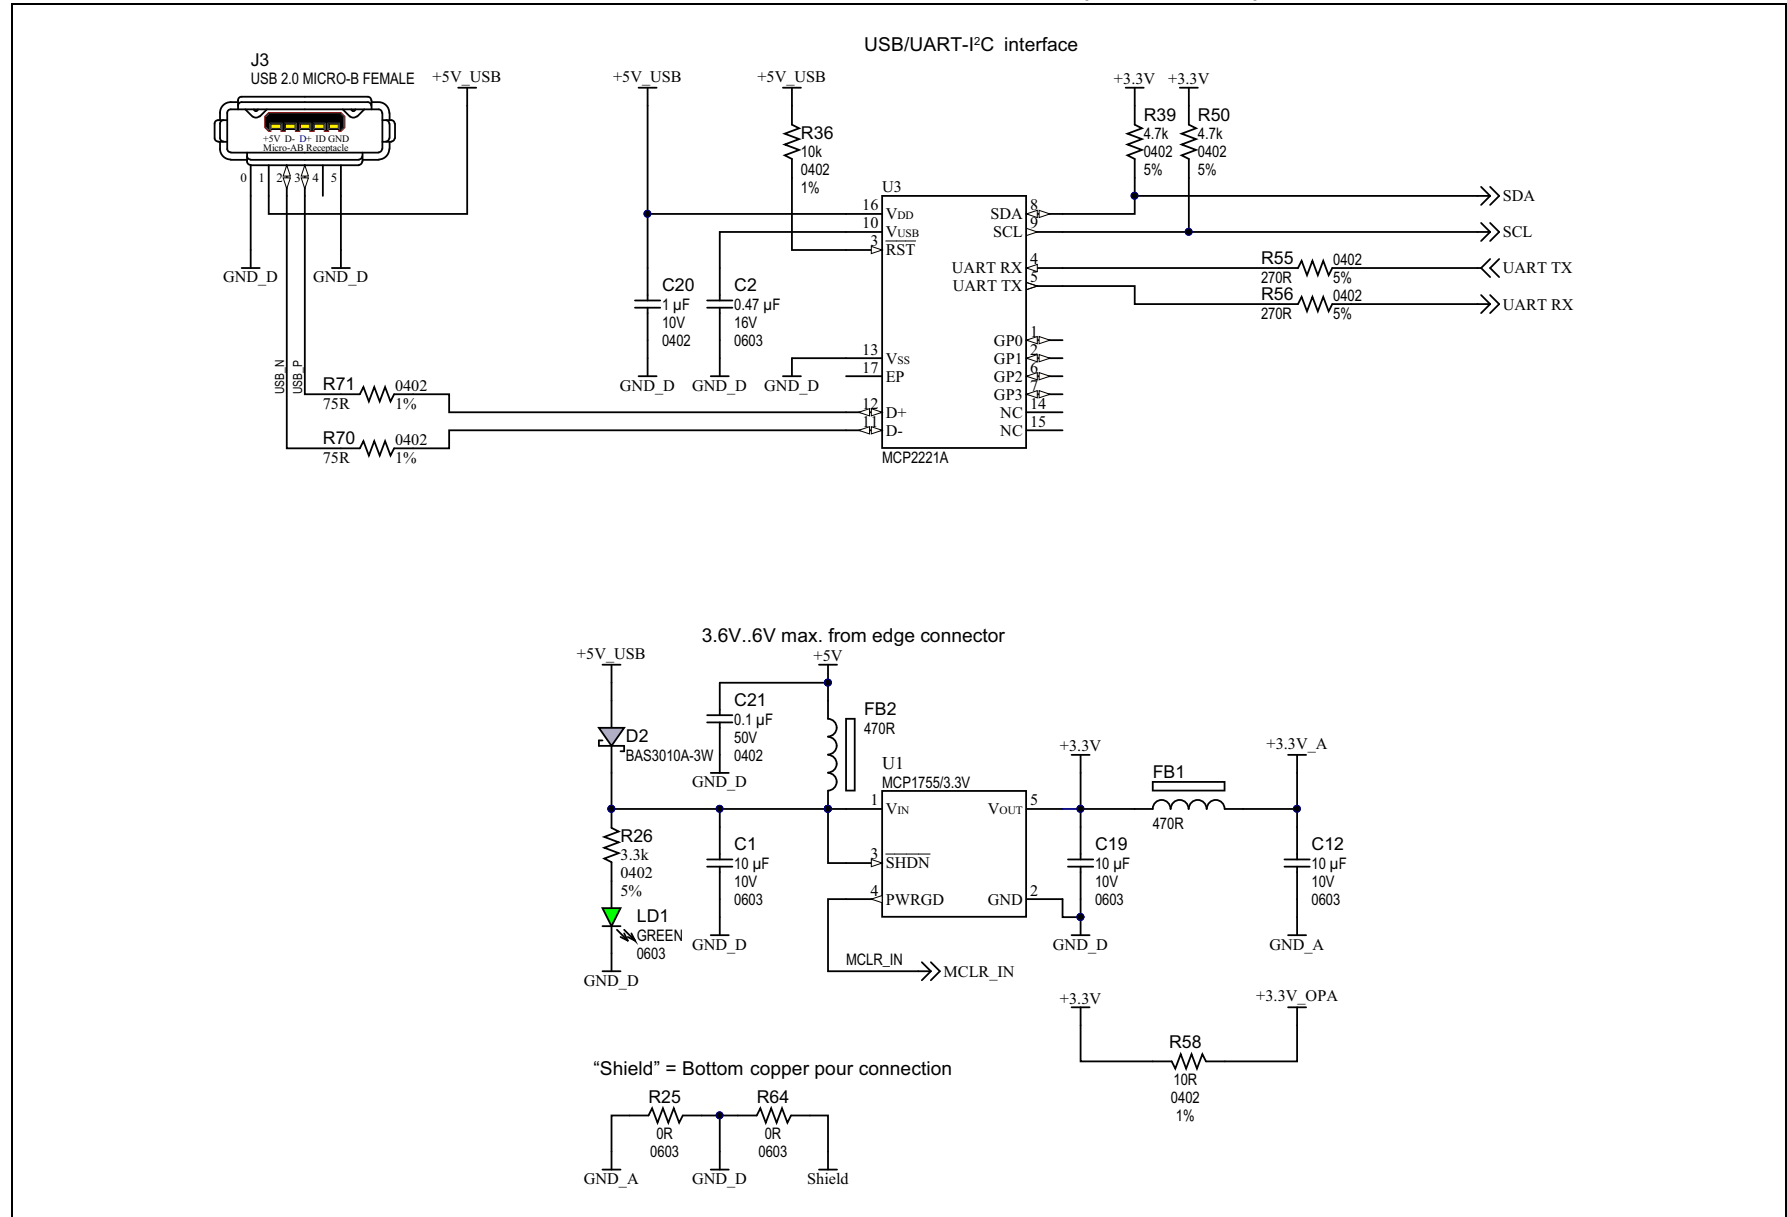 USB/UART-I²C interface
J3
USB 2.0 MICRO-B FEMALE
+5V D- D+ ID GND
Micro-AB Receptacle
0 1 2 3 4 5
+5V_USB
GND_D
GND_D
USB_N
USB_P
R71
75R
0402
1%
R70
75R
0402
1%
+5V_USB
C20
1 µF
10V
0402
GND_D
C2
0.47 µF
16V
0603
GND_D
+5V_USB
R36
10k
0402
1%
GND_D
U3
16 VDD
10 VUSB
3 RST
13 VSS
17 EP
12 D+
11 D-
SDA 8
SCL 9
UART RX 4
UART TX 5
GP0 1
GP1 2
GP2 6
GP3 7
NC 14
NC 15
MCP2221A
+3.3V
R39
4.7k
0402
5%
+3.3V
R50
4.7k
0402
5%
SDA
SCL
R55
270R
0402
5%
UART TX
R56
270R
0402
5%
UART RX
3.6V..6V max. from edge connector
+5V_USB
D2
BAS3010A-3W
R26
3.3k
0402
5%
LD1
GREEN
0603
GND_D
+5V
C21
0.1 µF
50V
0402
GND_D
FB2
470R
C1
10 µF
10V
0603
GND_D
U1
MCP1755/3.3V
1 VIN
3 SHDN
4 PWRGD
VOUT 5
GND 2
MCLR_IN
MCLR_IN
+3.3V
C19
10 µF
10V
0603
GND_D
FB1
470R
+3.3V_A
C12
10 µF
10V
0603
GND_A
+3.3V
+3.3V_OPA
R58
10R
0402
1%
“Shield” = Bottom copper pour connection
R25
0R
0603
R64
0R
0603
GND_A
GND_D
Shield